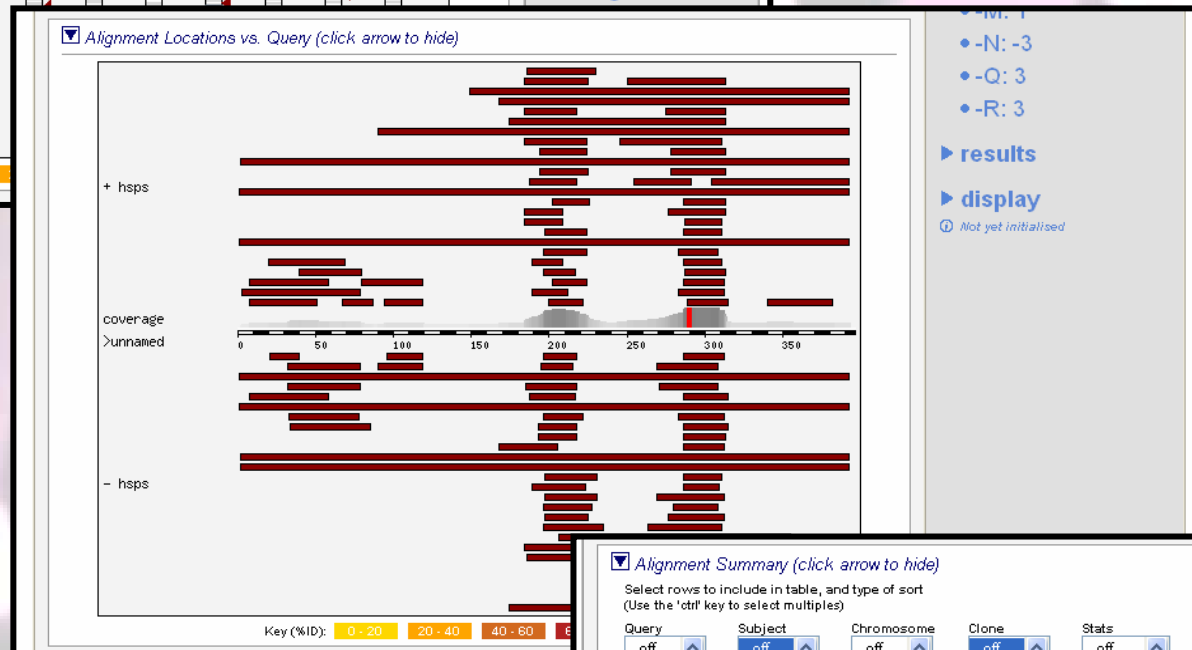 Alignment Locations vs. Query (click arrow to hide)
+ hsps
coverage
>unnamed
0 50 100 150 200 250 300 350
- hsps
Key (%ID): 0 - 20 20 - 40 40 - 60
-M: 1
-N: -3
-Q: 3
-R: 3
results
display
Not yet initialised
Alignment Summary (click arrow to hide)
Select rows to include in table, and type of sort
(Use the 'ctrl' key to select multiples)
Query Subject Chromosome Clone Stats
off off off off off